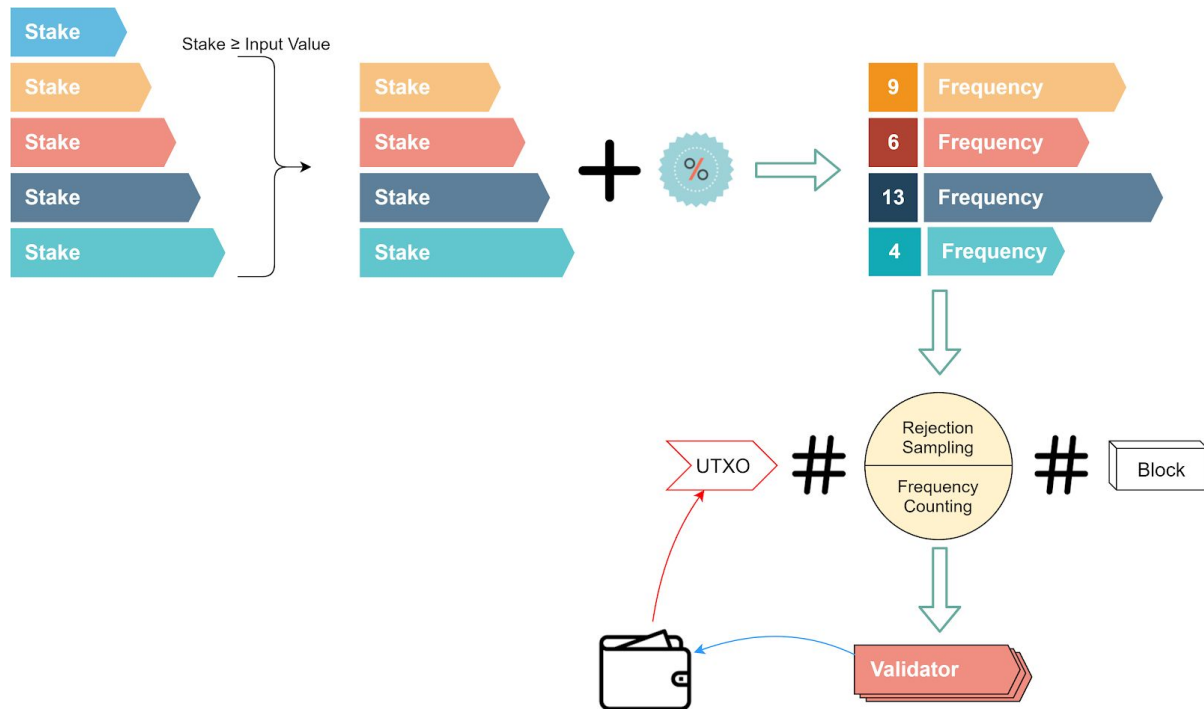 Stake
Stake ≥ Input Value
Stake
Stake
Stake
Stake
Stake
Stake
Stake
Stake
%
9 Frequency
6 Frequency
13 Frequency
4 Frequency
UTXO
#
Rejection
Sampling
Frequency
Counting
#
Block
Validator